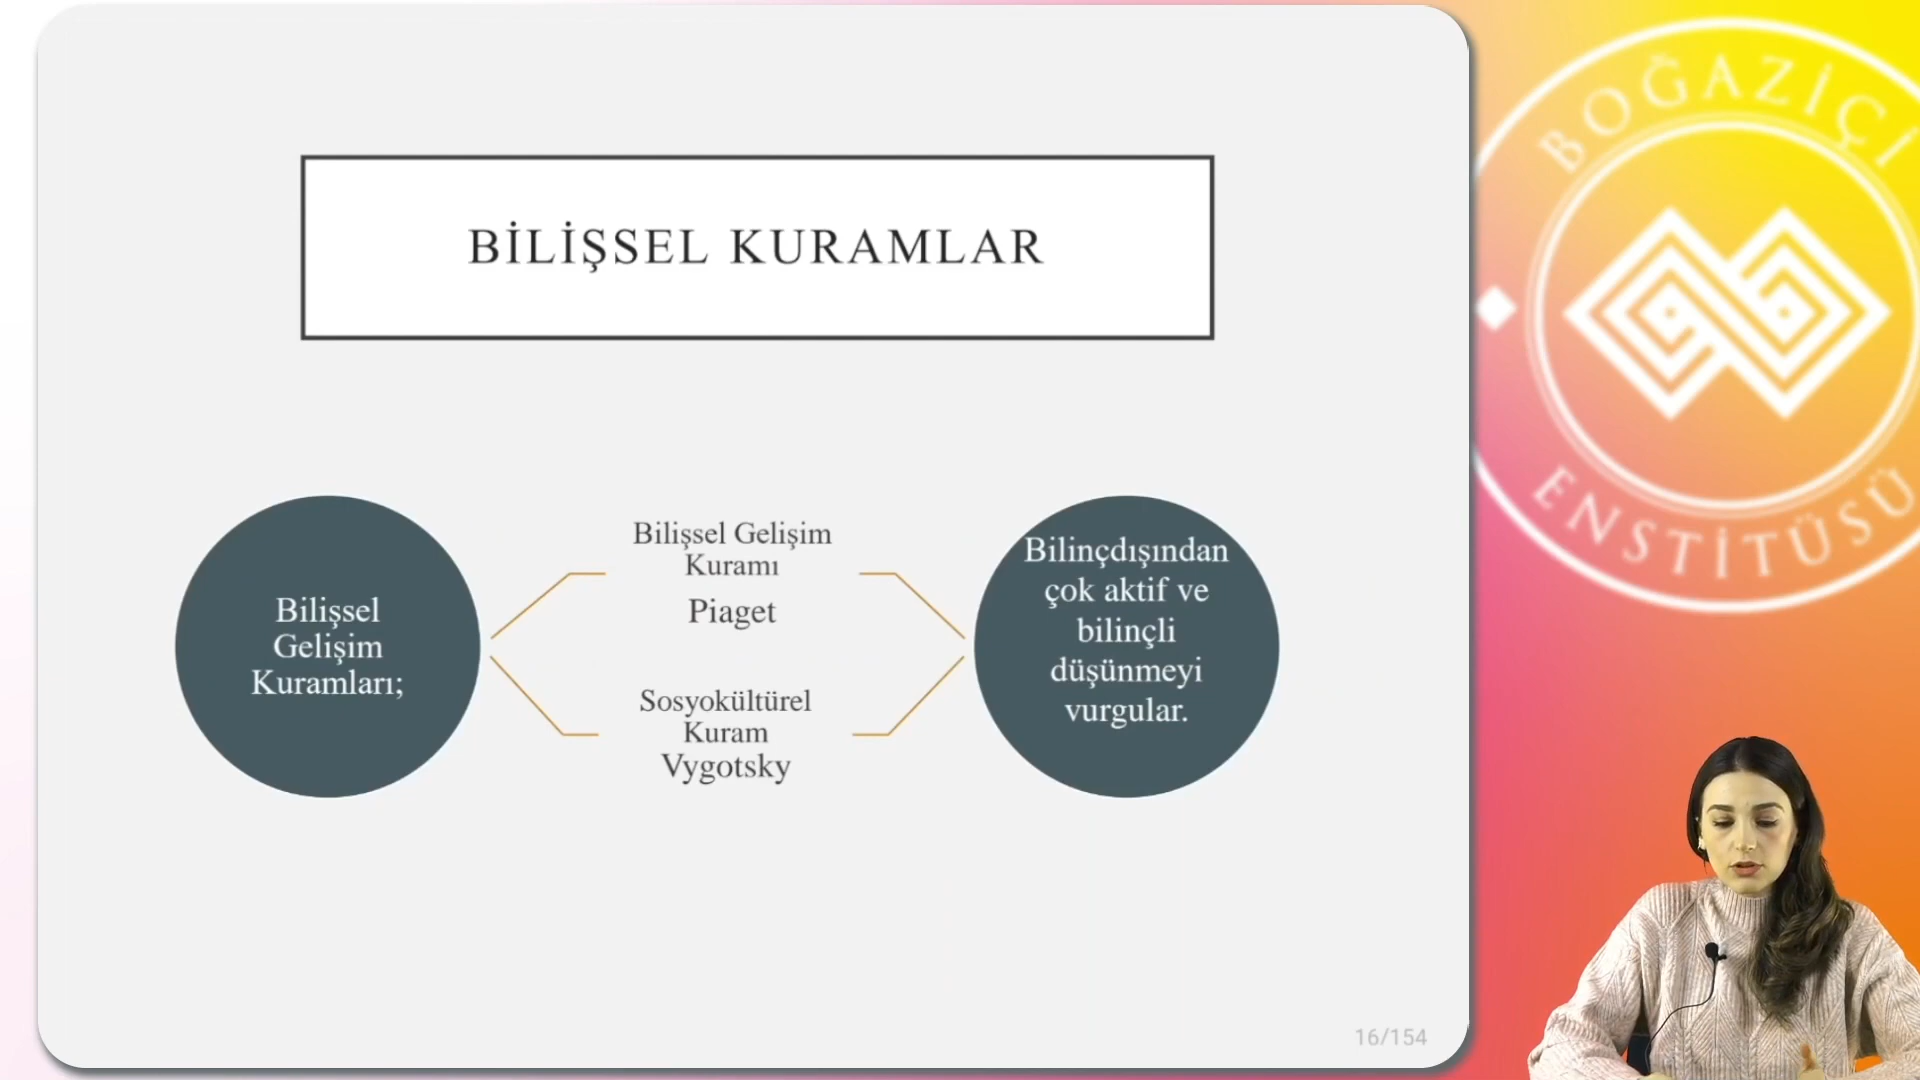 BİLİŞSEL KURAMLAR
Bilişsel
Gelişim
Kuramları;
Bilişsel Gelişim
Kuramı
Piaget
Sosyokültürel
Kuram
Vygotsky
Bilinçdışından
çok aktif ve
bilinçli
düşünmeyi
vurgular.
16/154
BOĞAZİÇİ
ENSTİTÜSÜ